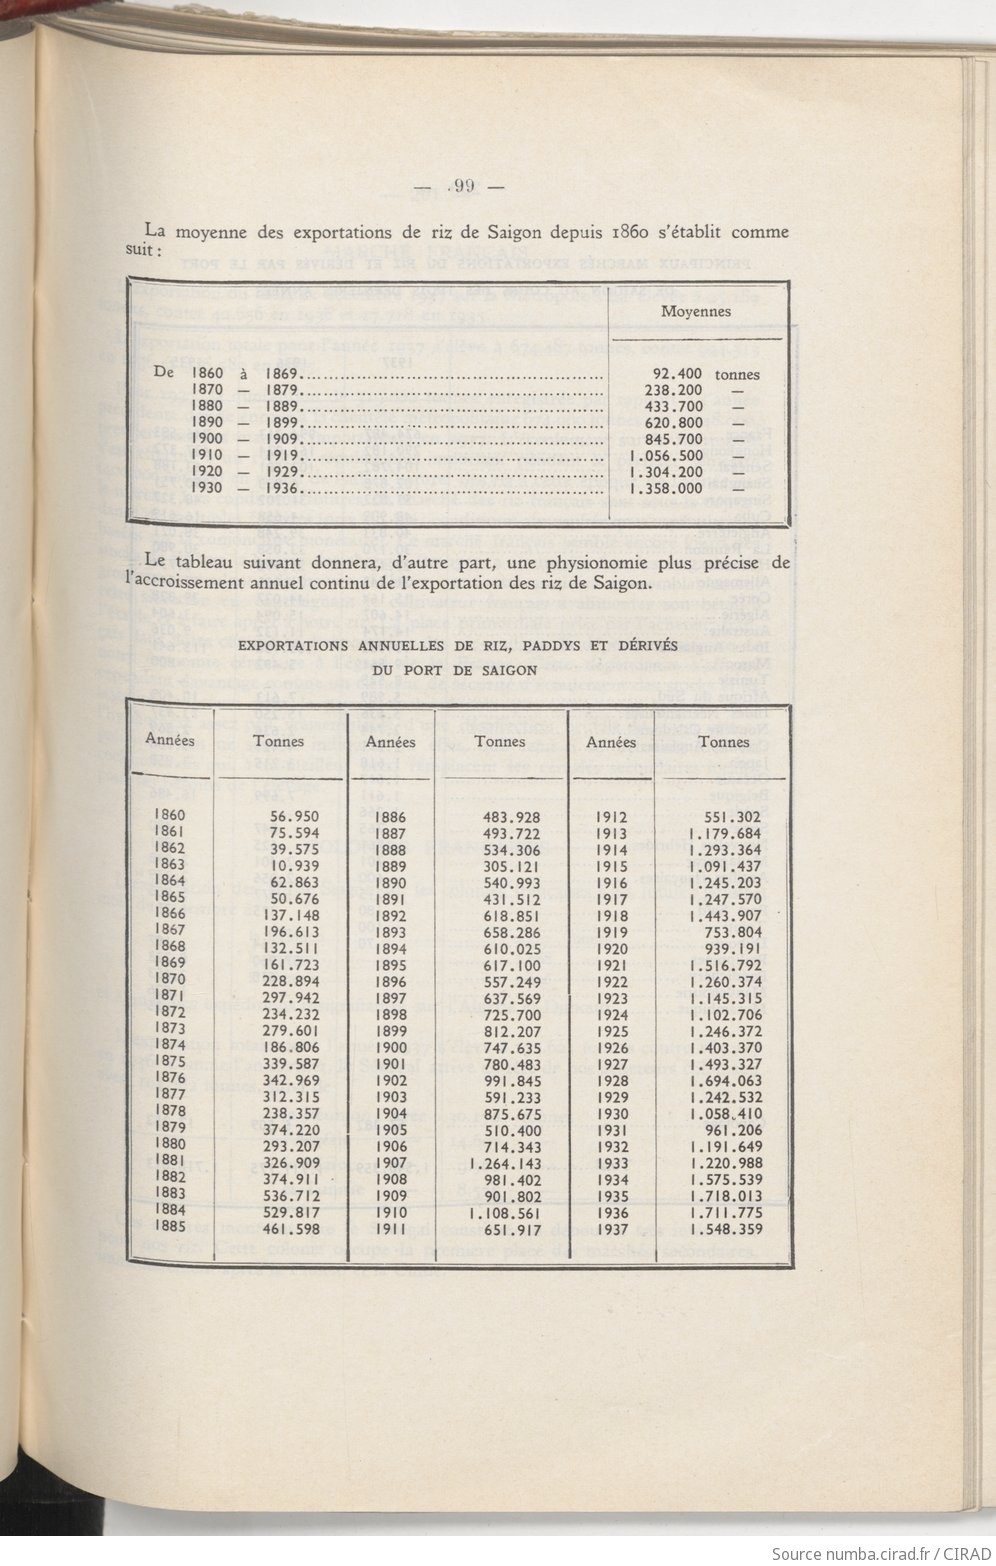 — 99 —
La moyenne des exportations de riz de Saigon depuis 1860 s'établit comme
suit :
Moyennes
De 1860 à 1869 92.400 tonnes
1870 — 1879 238.200 —
1880 — 1889 433.700 —
1890 — 1899 620.800 —
1900 — 1909 845.700 —
1910 — 1919 1.056.500 —
1920 — 1929 1.304.200 —
1930 — 1936 1.358.000 —
Le tableau suivant donnera, d'autre part, une physionomie plus précise de
l'accroissement annuel continu de l'exportation des riz de Saigon.
EXPORTATIONS ANNUELLES DE RIZ, PADDYS ET DÉRIVÉS
DU PORT DE SAIGON
Années Tonnes Années Tonnes Années Tonnes
1860 56.950 1886 483.928 1912 551.302
1861 75.594 1887 493.722 1913 1.179.684
1862 39.575 1888 534.306 1914 1.293.364
1863 10.939 1889 305.121 1915 1.091.437
1864 62.863 1890 540.993 1916 1.245.203
1865 50.676 1891 431.512 1917 1.247.570
1866 137.148 1892 618.851 1918 1.443.907
1867 196.613 1893 658.286 1919 753.804
1868 132.511 1894 610.025 1920 939.191
1869 161.723 1895 617.100 1921 1.516.792
1870 228.894 1896 557.249 1922 1.260.374
1871 297.942 1897 637.569 1923 1.145.315
1872 234.232 1898 725.700 1924 1.102.706
1873 279.601 1899 812.207 1925 1.246.372
1874 186.806 1900 747.635 1926 1.403.370
1875 339.587 1901 780.483 1927 1.493.327
1876 342.969 1902 991.845 1928 1.694.063
1877 312.315 1903 591.233 1929 1.242.532
1878 238.357 1904 875.675 1930 1.058.410
1879 374.220 1905 510.400 1931 961.206
1880 293.207 1906 714.343 1932 1.191.649
1881 326.909 1907 1.264.143 1933 1.220.988
1882 374.911 1908 981.402 1934 1.575.539
1883 536.712 1909 901.802 1935 1.718.013
1884 529.817 1910 1.108.561 1936 1.711.775
1885 461.598 1911 651.917 1937 1.548.359
Source numba.cirad.fr / CIRAD